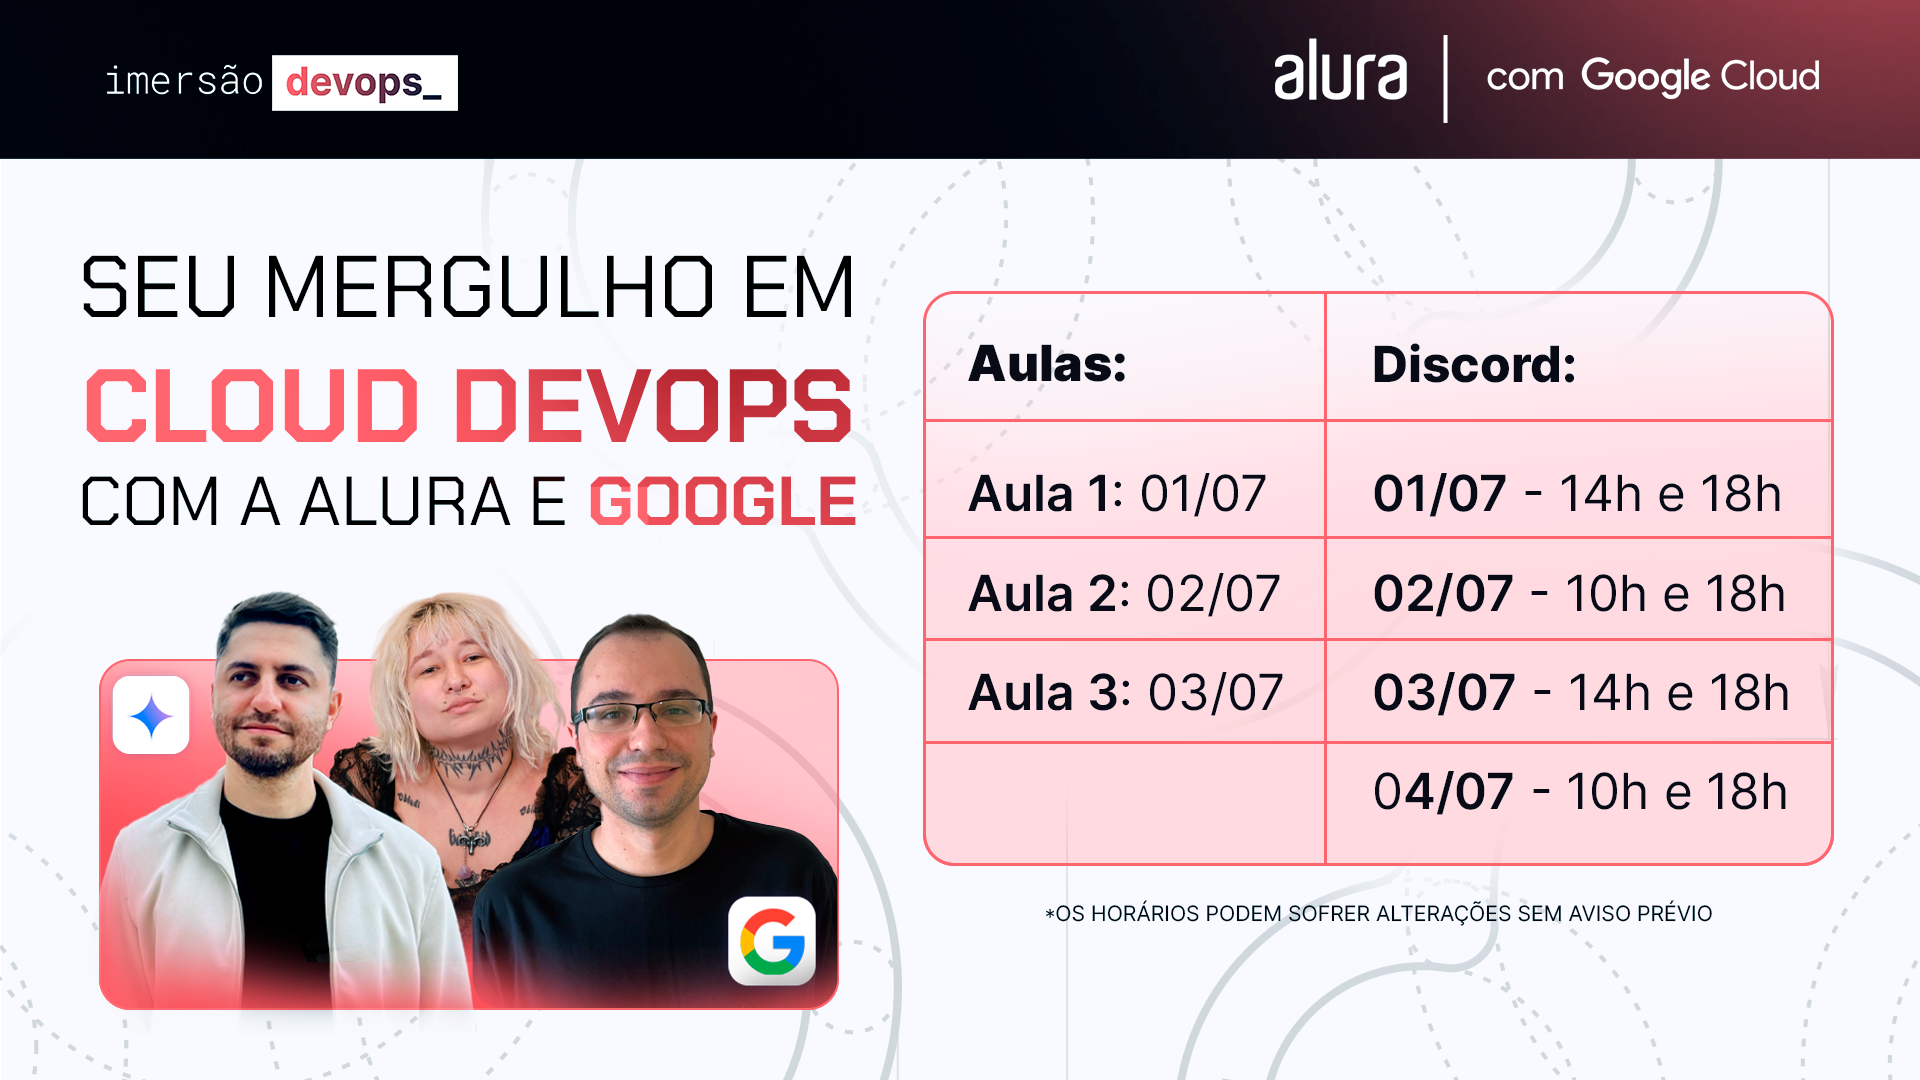 imersão devops_
alura | com Google Cloud
SEU MERGULHO EM
CLOUD DEVOPS
COM A ALURA E GOOGLE
Aulas:
Discord:
Aula 1: 01/07
01/07 - 14h e 18h
Aula 2: 02/07
02/07 - 10h e 18h
Aula 3: 03/07
03/07 - 14h e 18h
04/07 - 10h e 18h
*OS HORÁRIOS PODEM SOFRER ALTERAÇÕES SEM AVISO PRÉVIO
G